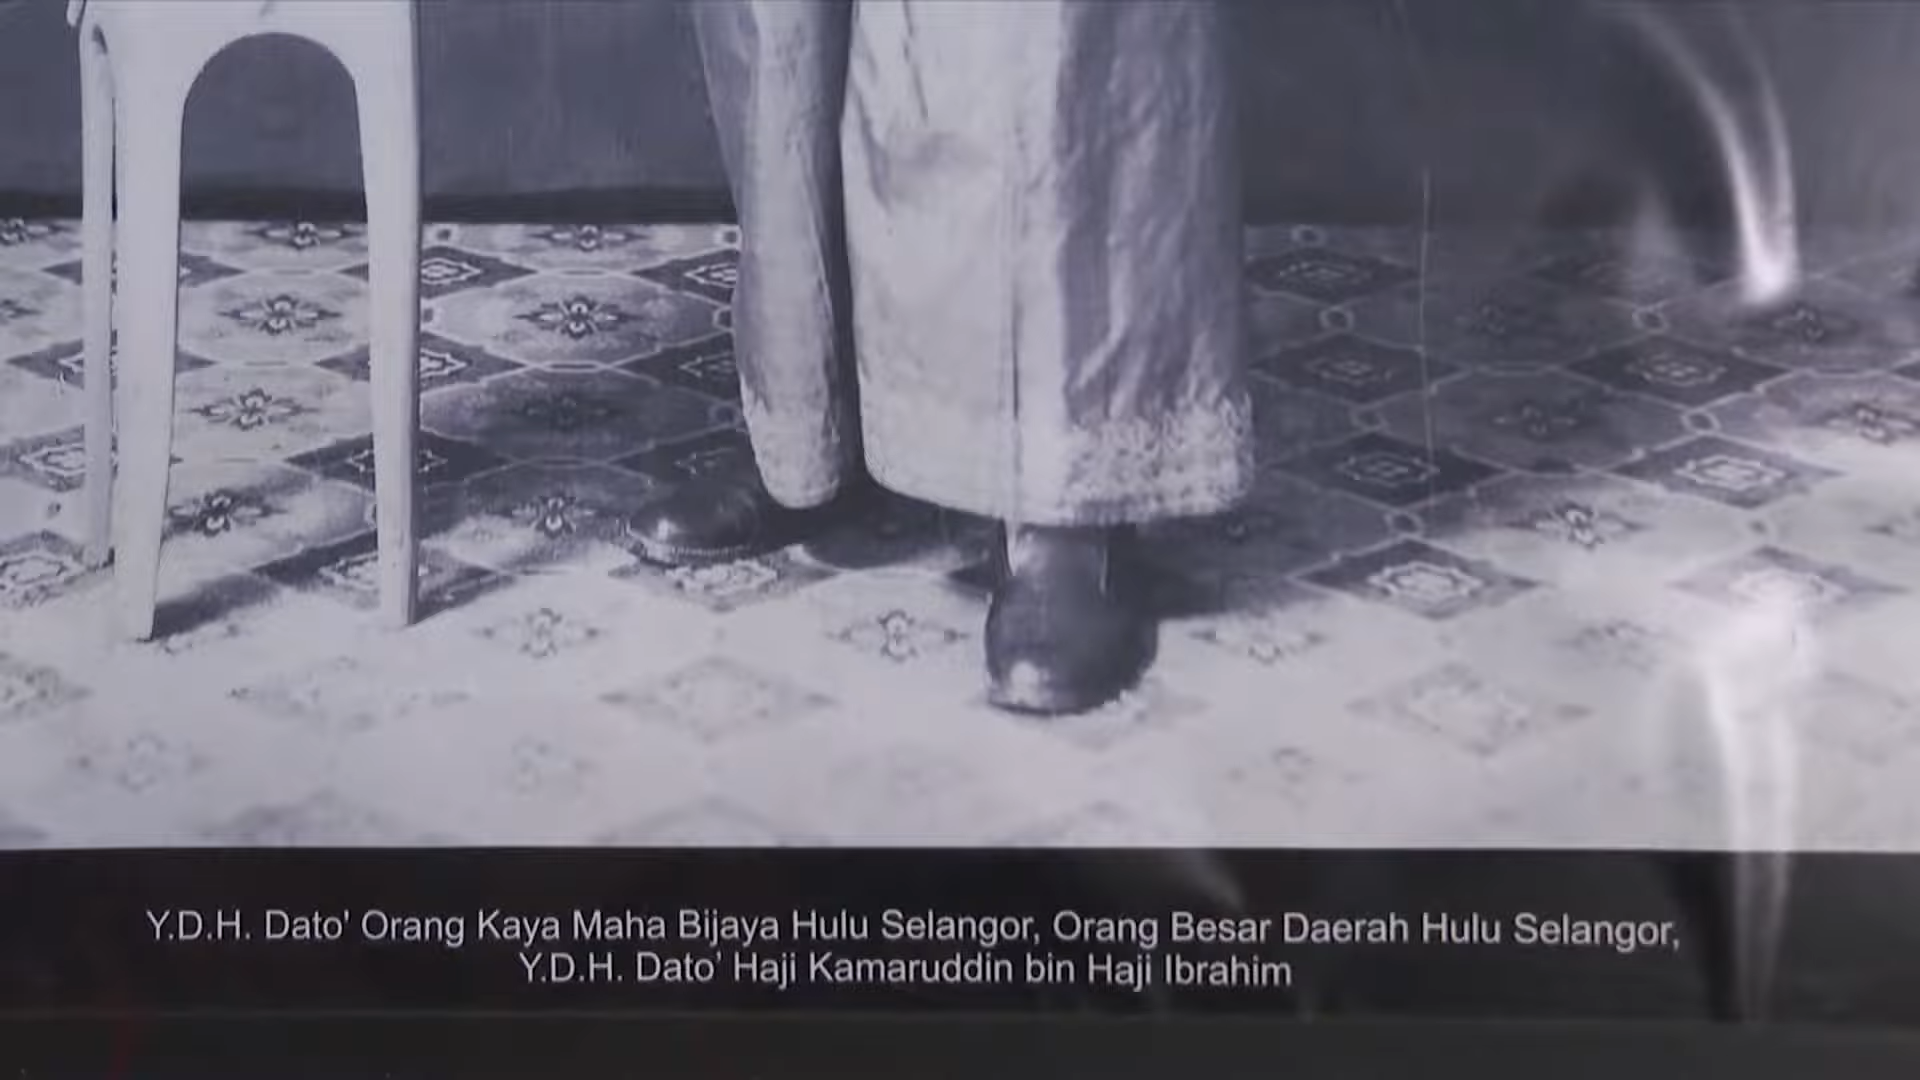 Y.D.H. Dato' Orang Kaya Maha Bijaya Hulu Selangor, Orang Besar Daerah Hulu Selangor,
Y.D.H. Dato' Haji Kamaruddin bin Haji Ibrahim